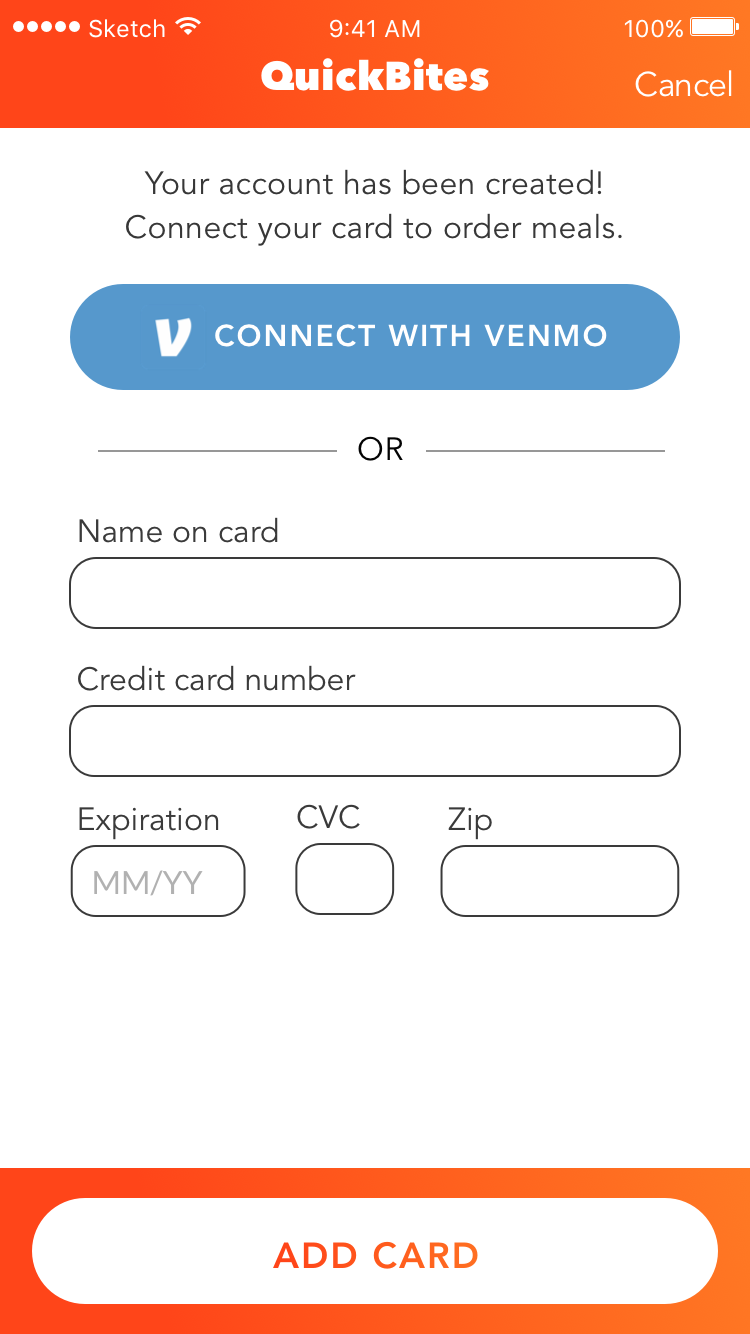 Sketch 9:41 AM 100%
QuickBites
Cancel
Your account has been created!
Connect your card to order meals.
V CONNECT WITH VENMO
OR
Name on card
Credit card number
Expiration CVC Zip
MM/YY
ADD CARD